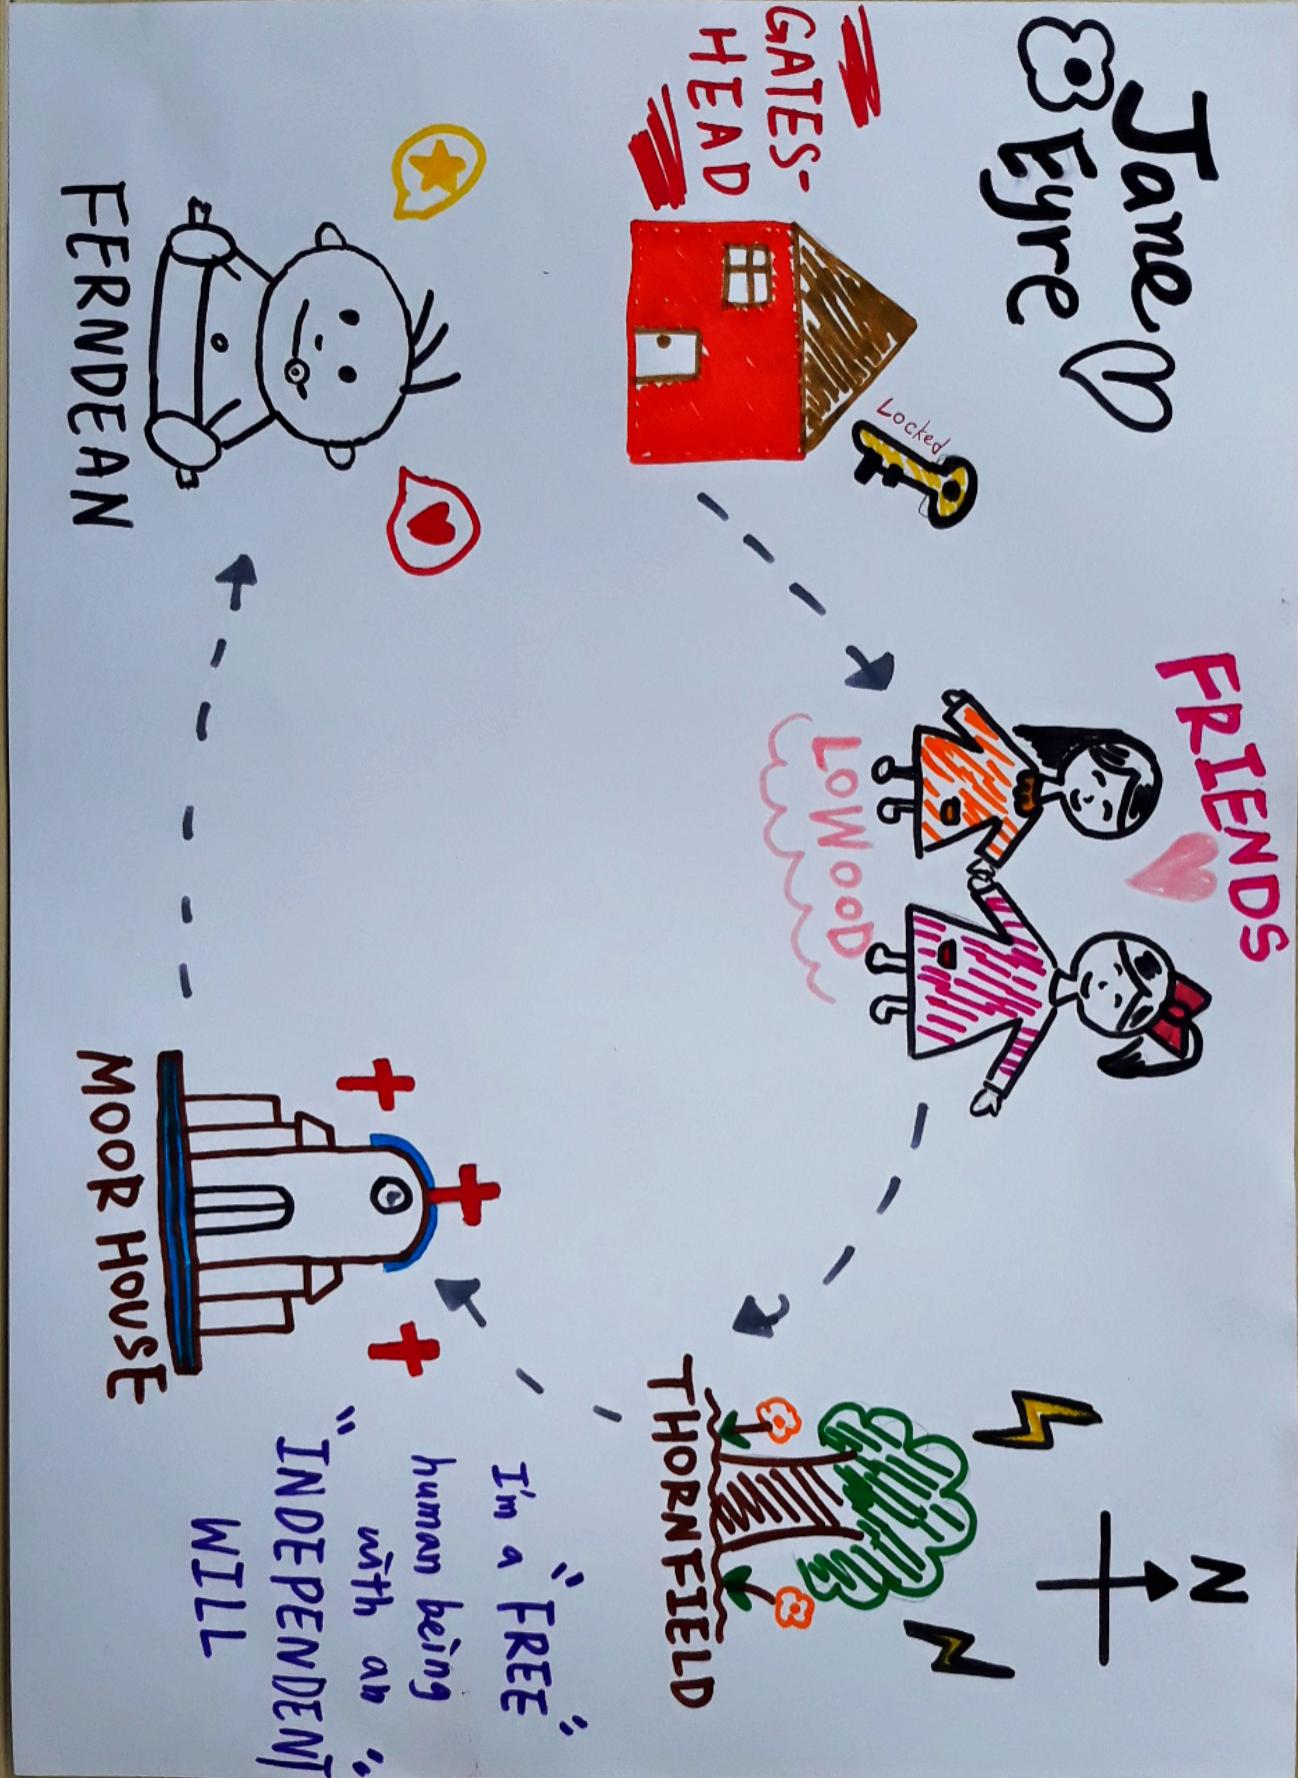 Jane
Eyre
FRIENDS
N
Locked
GATES-
HEAD
LOWOOD
THORNFIELD
I'm a "FREE"
human being
with an
"INDEPENDENT"
WILL
MOOR HOUSE
FERNDEAN